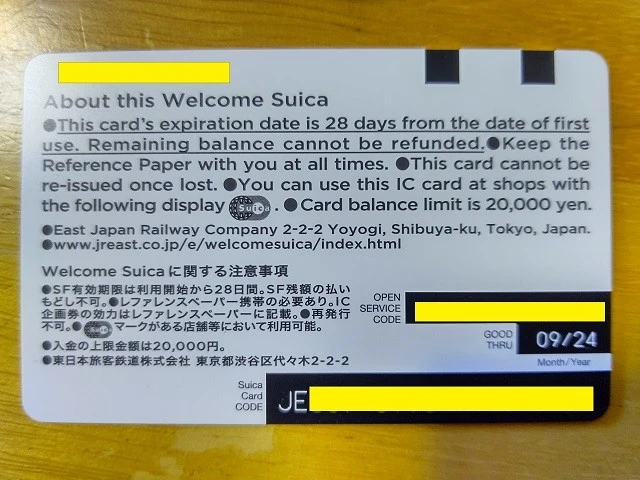 About this Welcome Suica
●This card's expiration date is 28 days from the date of first
use. Remaining balance cannot be refunded.●Keep the
Reference Paper with you at all times. ●This card cannot be
re-issued once lost. ●You can use this IC card at shops with
the following display Suica . ●Card balance limit is 20,000 yen.
●East Japan Railway Company 2-2-2 Yoyogi, Shibuya-ku, Tokyo, Japan.
●www.jreast.co.jp/e/welcomesuica/index.html
Welcome Suicaに関する注意事項
●SF有効期限は利用開始から28日間。SF残額の払い
もどし不可。●レファレンスペーパー携帯の必要あり。IC
企画券の効力はレファレンスペーパーに記載。●再発行
不可。● Suica マークがある店舗等において利用可能。
●入金の上限金額は20,000円。
●東日本旅客鉄道株式会社 東京都渋谷区代々木2-2-2
OPEN
SERVICE
CODE
GOOD
THRU
09/24
Month/Year
Suica
Card
CODE
JE